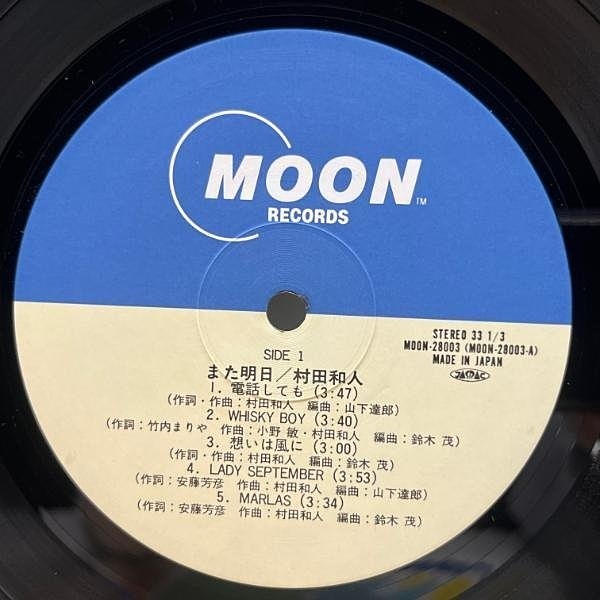 MOON TM
RECORDS
STEREO 33 1/3
MOON-28003 (MOON-28003-A)
MADE IN JAPAN
JASRAC
SIDE 1
また明日／村田和人
1. 電話しても (3:47)
(作詞・作曲：村田和人 編曲：山下達郎)
2. WHISKY BOY (3:40)
(作詞：竹内まりや 作曲：小野 敏・村田和人 編曲：鈴木 茂)
3. 想いは風に (3:00)
(作詞・作曲：村田和人 編曲：鈴木 茂)
4. LADY SEPTEMBER (3:53)
(作詞：安藤芳彦 作曲：村田和人 編曲：山下達郎)
5. MARLAS (3:34)
(作詞：安藤芳彦 作曲：村田和人 編曲：鈴木 茂)